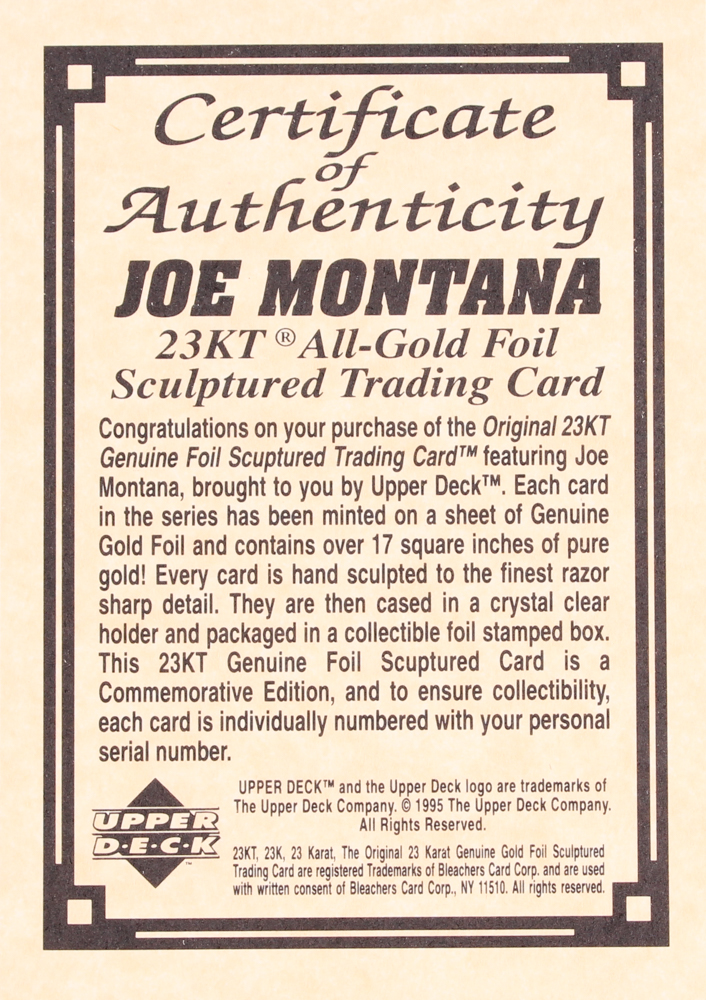 Certificate
of
Authenticity
JOE MONTANA
23KT ® All-Gold Foil
Sculptured Trading Card
Congratulations on your purchase of the Original 23KT
Genuine Foil Scuptured Trading Card™ featuring Joe
Montana, brought to you by Upper Deck™. Each card
in the series has been minted on a sheet of Genuine
Gold Foil and contains over 17 square inches of pure
gold! Every card is hand sculpted to the finest razor
sharp detail. They are then cased in a crystal clear
holder and packaged in a collectible foil stamped box.
This 23KT Genuine Foil Scuptured Card is a
Commemorative Edition, and to ensure collectibility,
each card is individually numbered with your personal
serial number.
UPPER
D·E·C·K
™
UPPER DECK™ and the Upper Deck logo are trademarks of
The Upper Deck Company. © 1995 The Upper Deck Company.
All Rights Reserved.
23KT, 23K, 23 Karat, The Original 23 Karat Genuine Gold Foil Sculptured
Trading Card are registered Trademarks of Bleachers Card Corp. and are used
with written consent of Bleachers Card Corp., NY 11510. All rights reserved.